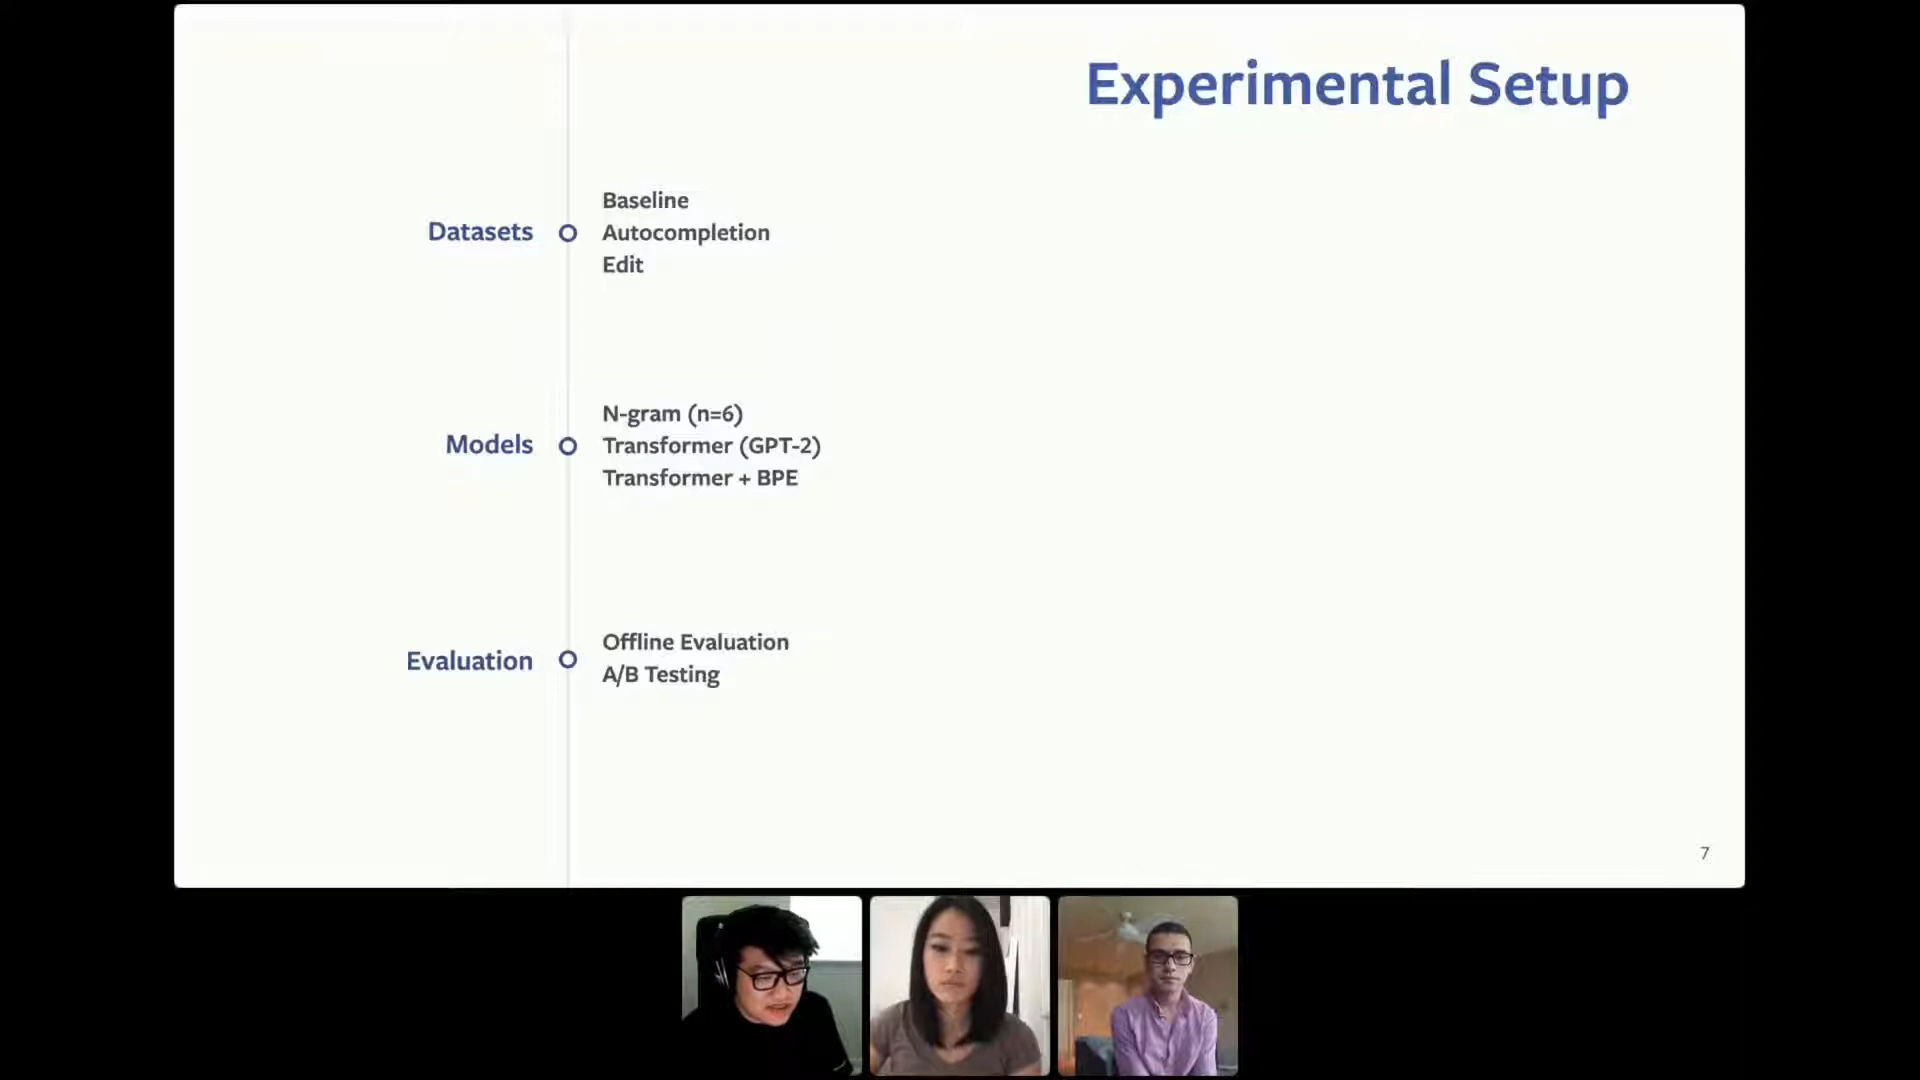 Experimental Setup
Datasets
Baseline
Autocompletion
Edit
Models
N-gram (n=6)
Transformer (GPT-2)
Transformer + BPE
Evaluation
Offline Evaluation
A/B Testing
7